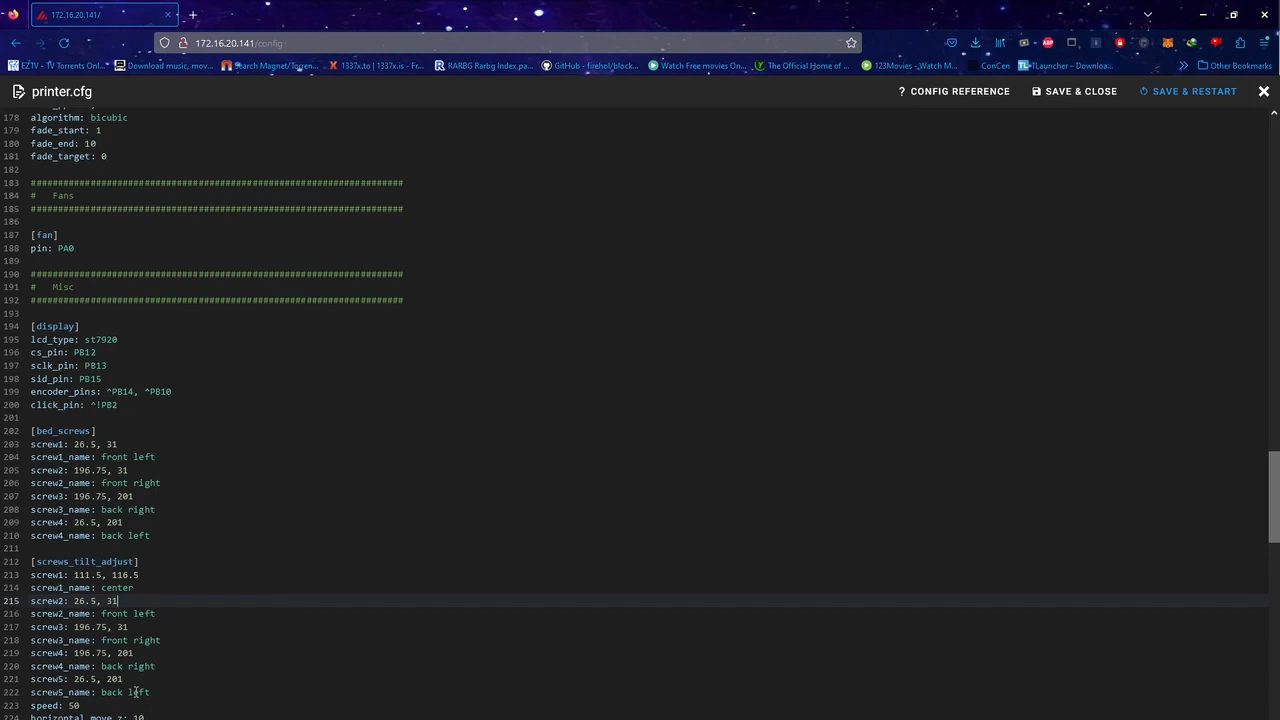 172.16.20.141/
172.16.20.141/config
EZTV - TV Torrents Onl...
Download music, mov...
Search Magnet/Torren...
1337x.to | 1337x.is - Fr...
RARBG Rarbg Index.pa...
GitHub - firehol/block...
Watch Free movies On...
The Official Home of ...
123Movies - Watch M...
ConCen
TL TLauncher – Downloa...
Other Bookmarks
printer.cfg
? CONFIG REFERENCE
SAVE & CLOSE
SAVE & RESTART
178 algorithm: bicubic
179 fade_start: 1
180 fade_end: 10
181 fade_target: 0
182
183 #####################################################################
184 # Fans
185 #####################################################################
186
187 [fan]
188 pin: PA0
189
190 #####################################################################
191 # Misc
192 #####################################################################
193
194 [display]
195 lcd_type: st7920
196 cs_pin: PB12
197 sclk_pin: PB13
198 sid_pin: PB15
199 encoder_pins: ^PB14, ^PB10
200 click_pin: ^!PB2
201
202 [bed_screws]
203 screw1: 26.5, 31
204 screw1_name: front left
205 screw2: 196.75, 31
206 screw2_name: front right
207 screw3: 196.75, 201
208 screw3_name: back right
209 screw4: 26.5, 201
210 screw4_name: back left
211
212 [screws_tilt_adjust]
213 screw1: 111.5, 116.5
214 screw1_name: center
215 screw2: 26.5, 31
216 screw2_name: front left
217 screw3: 196.75, 31
218 screw3_name: front right
219 screw4: 196.75, 201
220 screw4_name: back right
221 screw5: 26.5, 201
222 screw5_name: back left
223 speed: 50
224 horizontal_move_z: 10